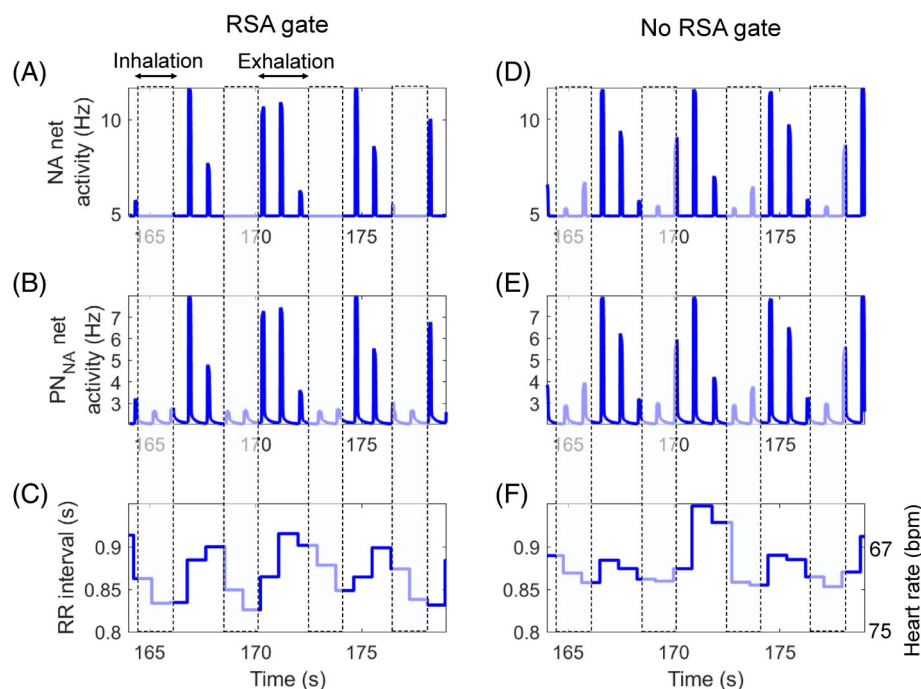 RSA gate
No RSA gate
(A)
Inhalation
Exhalation
(D)
NA net
activity (Hz)
10
5
165
170
175
10
5
165
170
175
Time (s)
Time (s)
(B)
(E)
PN_NA net
activity (Hz)
7
6
5
4
3
165
170
175
7
6
5
4
3
165
170
175
(C)
(F)
RR interval (s)
0.9
0.85
0.8
165
170
175
Time (s)
0.9
0.85
0.8
165
170
175
Time (s)
67
75
Heart rate (bpm)